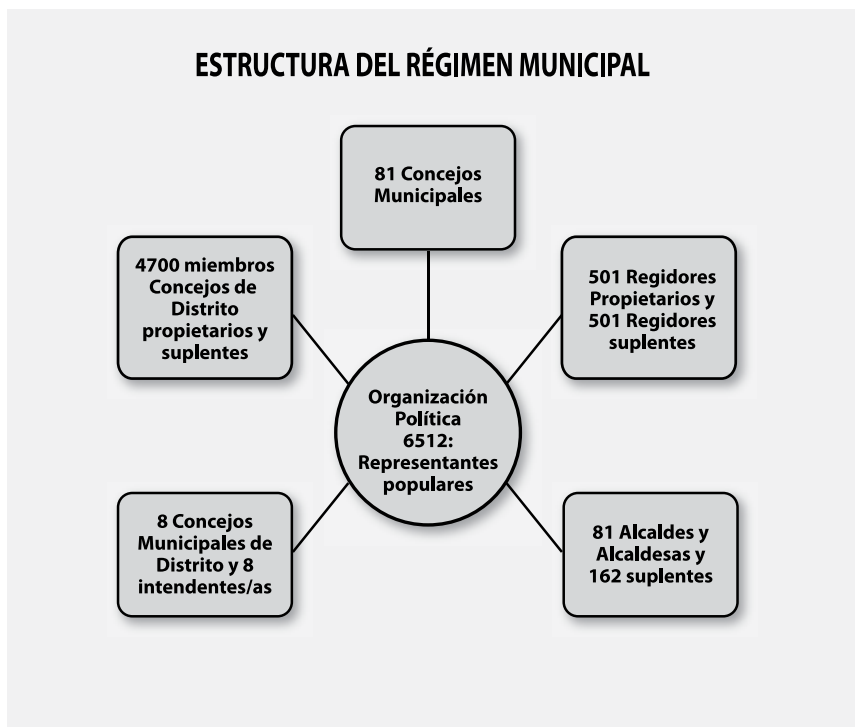 ESTRUCTURA DEL RÉGIMEN MUNICIPAL
81 Concejos
Municipales
4700 miembros
Concejos de
Distrito
propietarios y
suplentes
501 Regidores
Propietarios y
501 Regidores
suplentes
Organización
Política
6512:
Representantes
populares
8 Concejos
Municipales de
Distrito y 8
intendentes/as
81 Alcaldes y
Alcaldesas y
162 suplentes